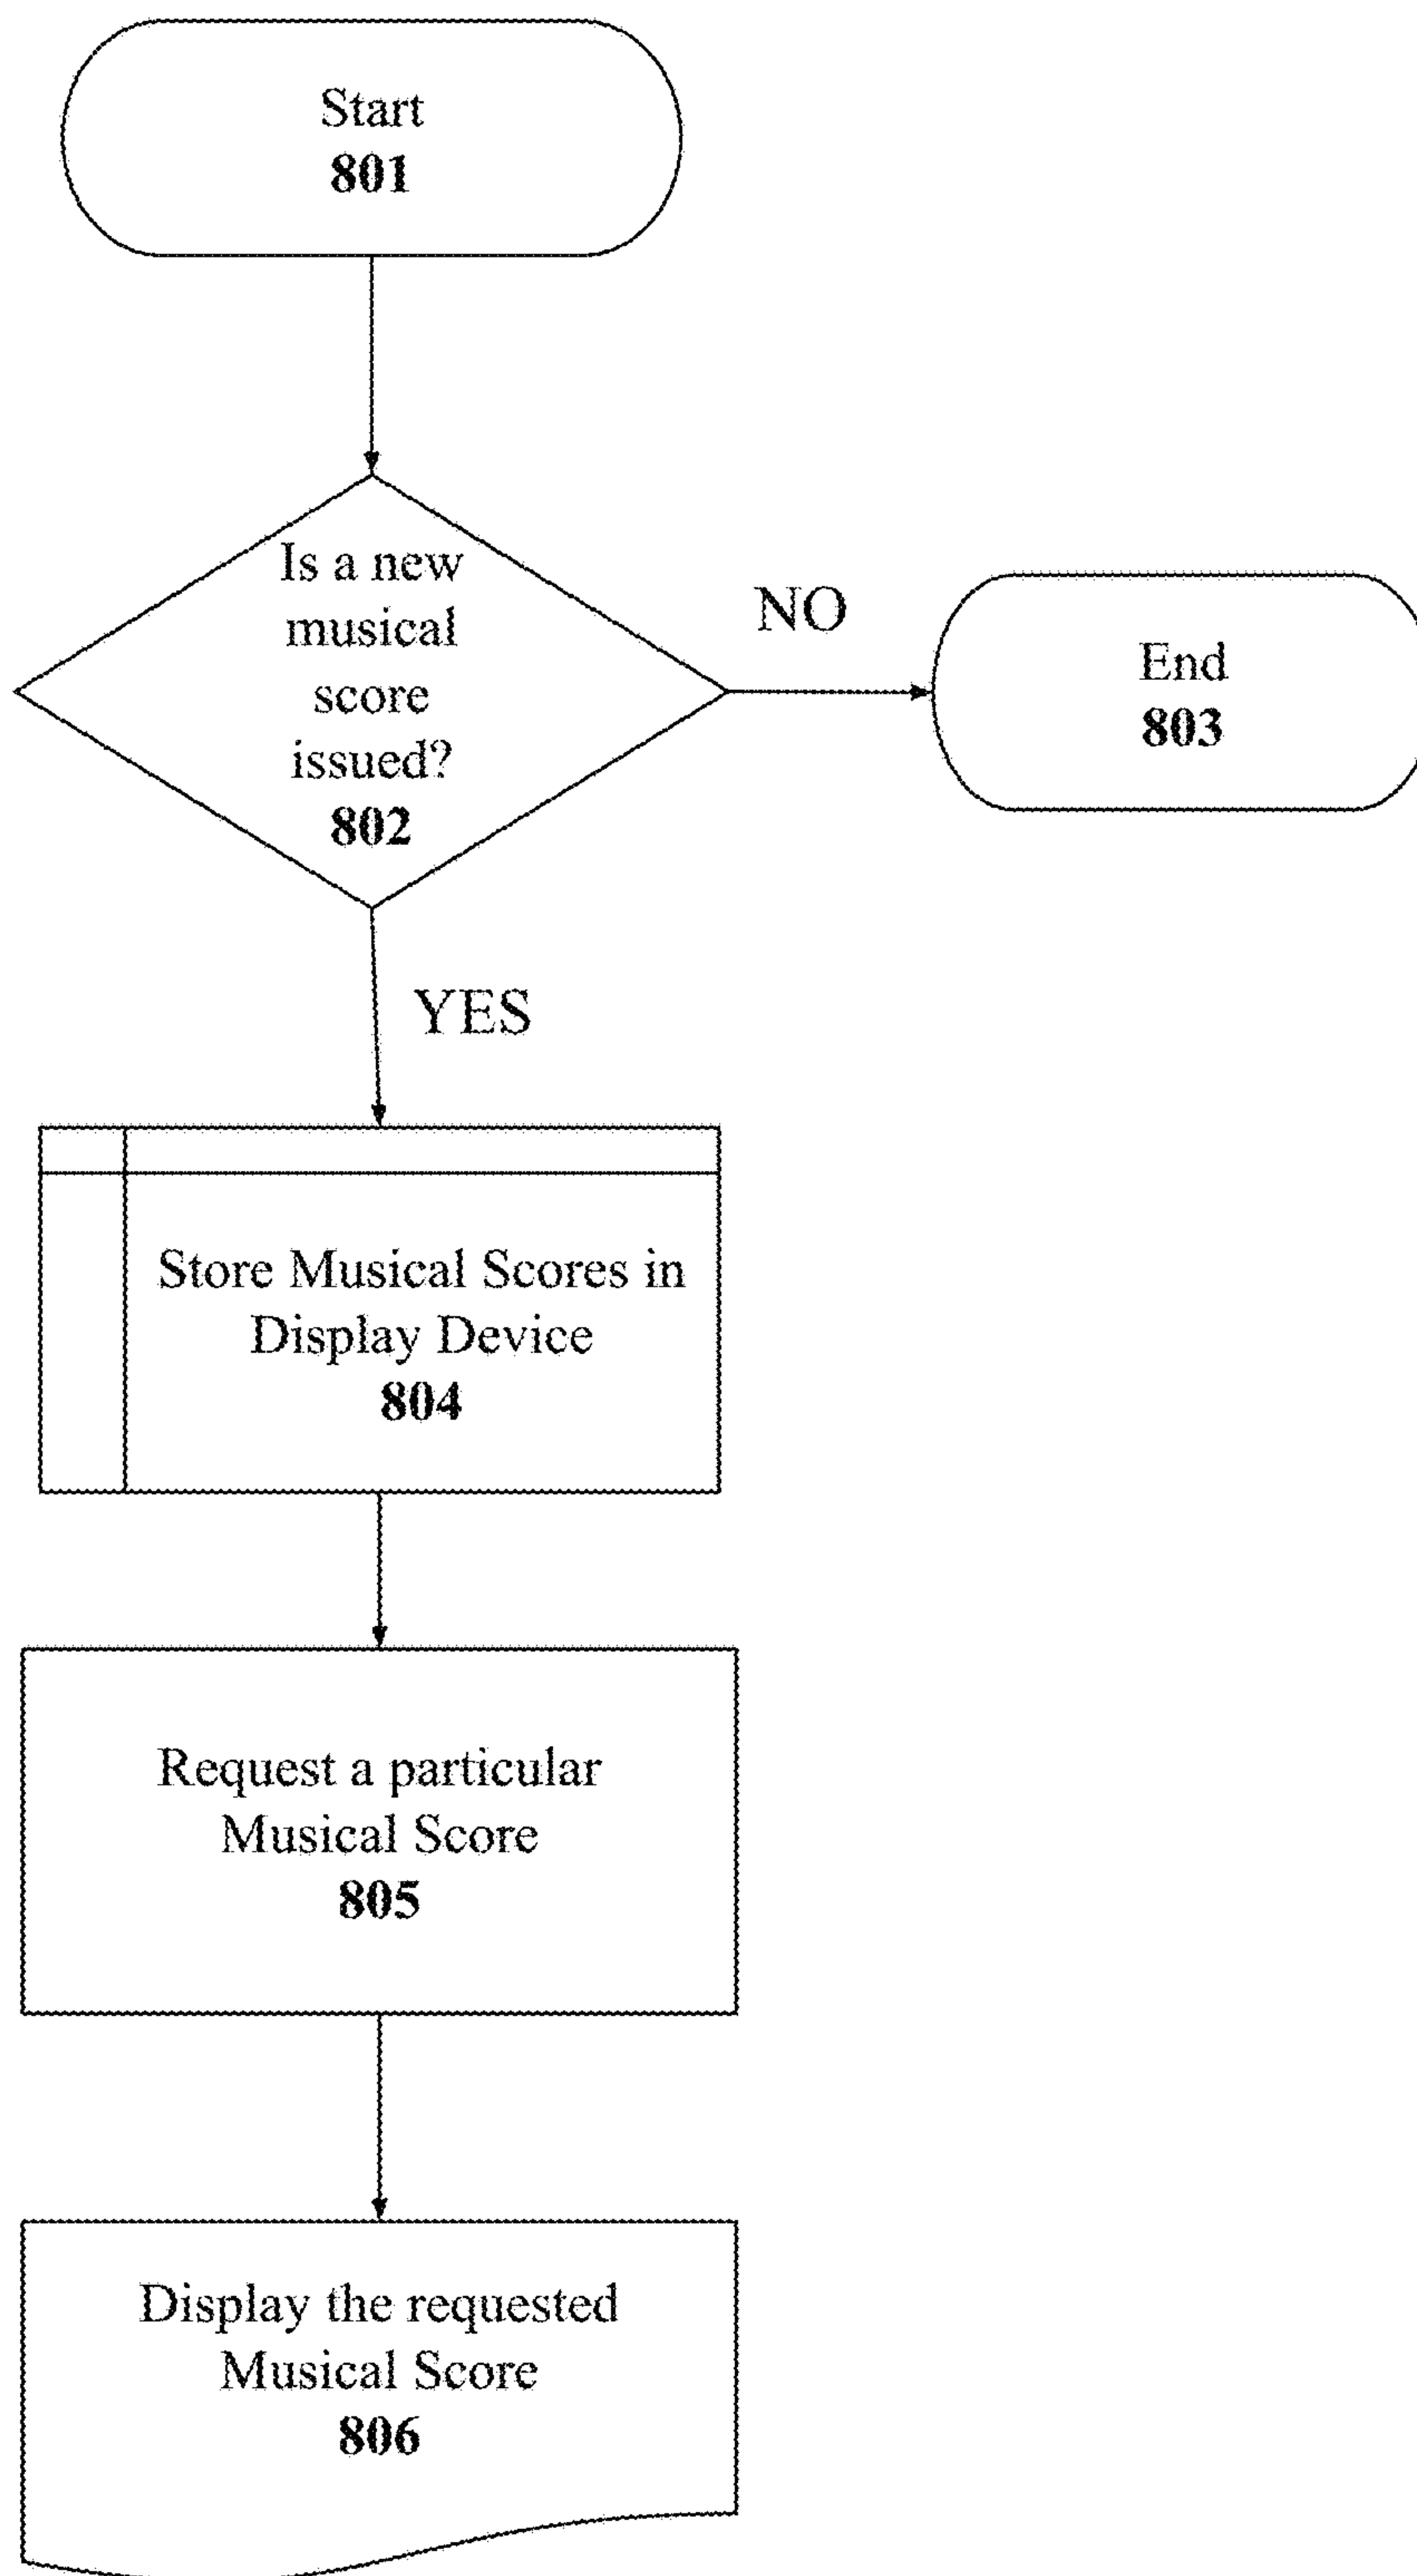 Start
801
Is a new
musical
score
issued?
802
NO
End
803
YES
Store Musical Scores in
Display Device
804
Request a particular
Musical Score
805
Display the requested
Musical Score
806